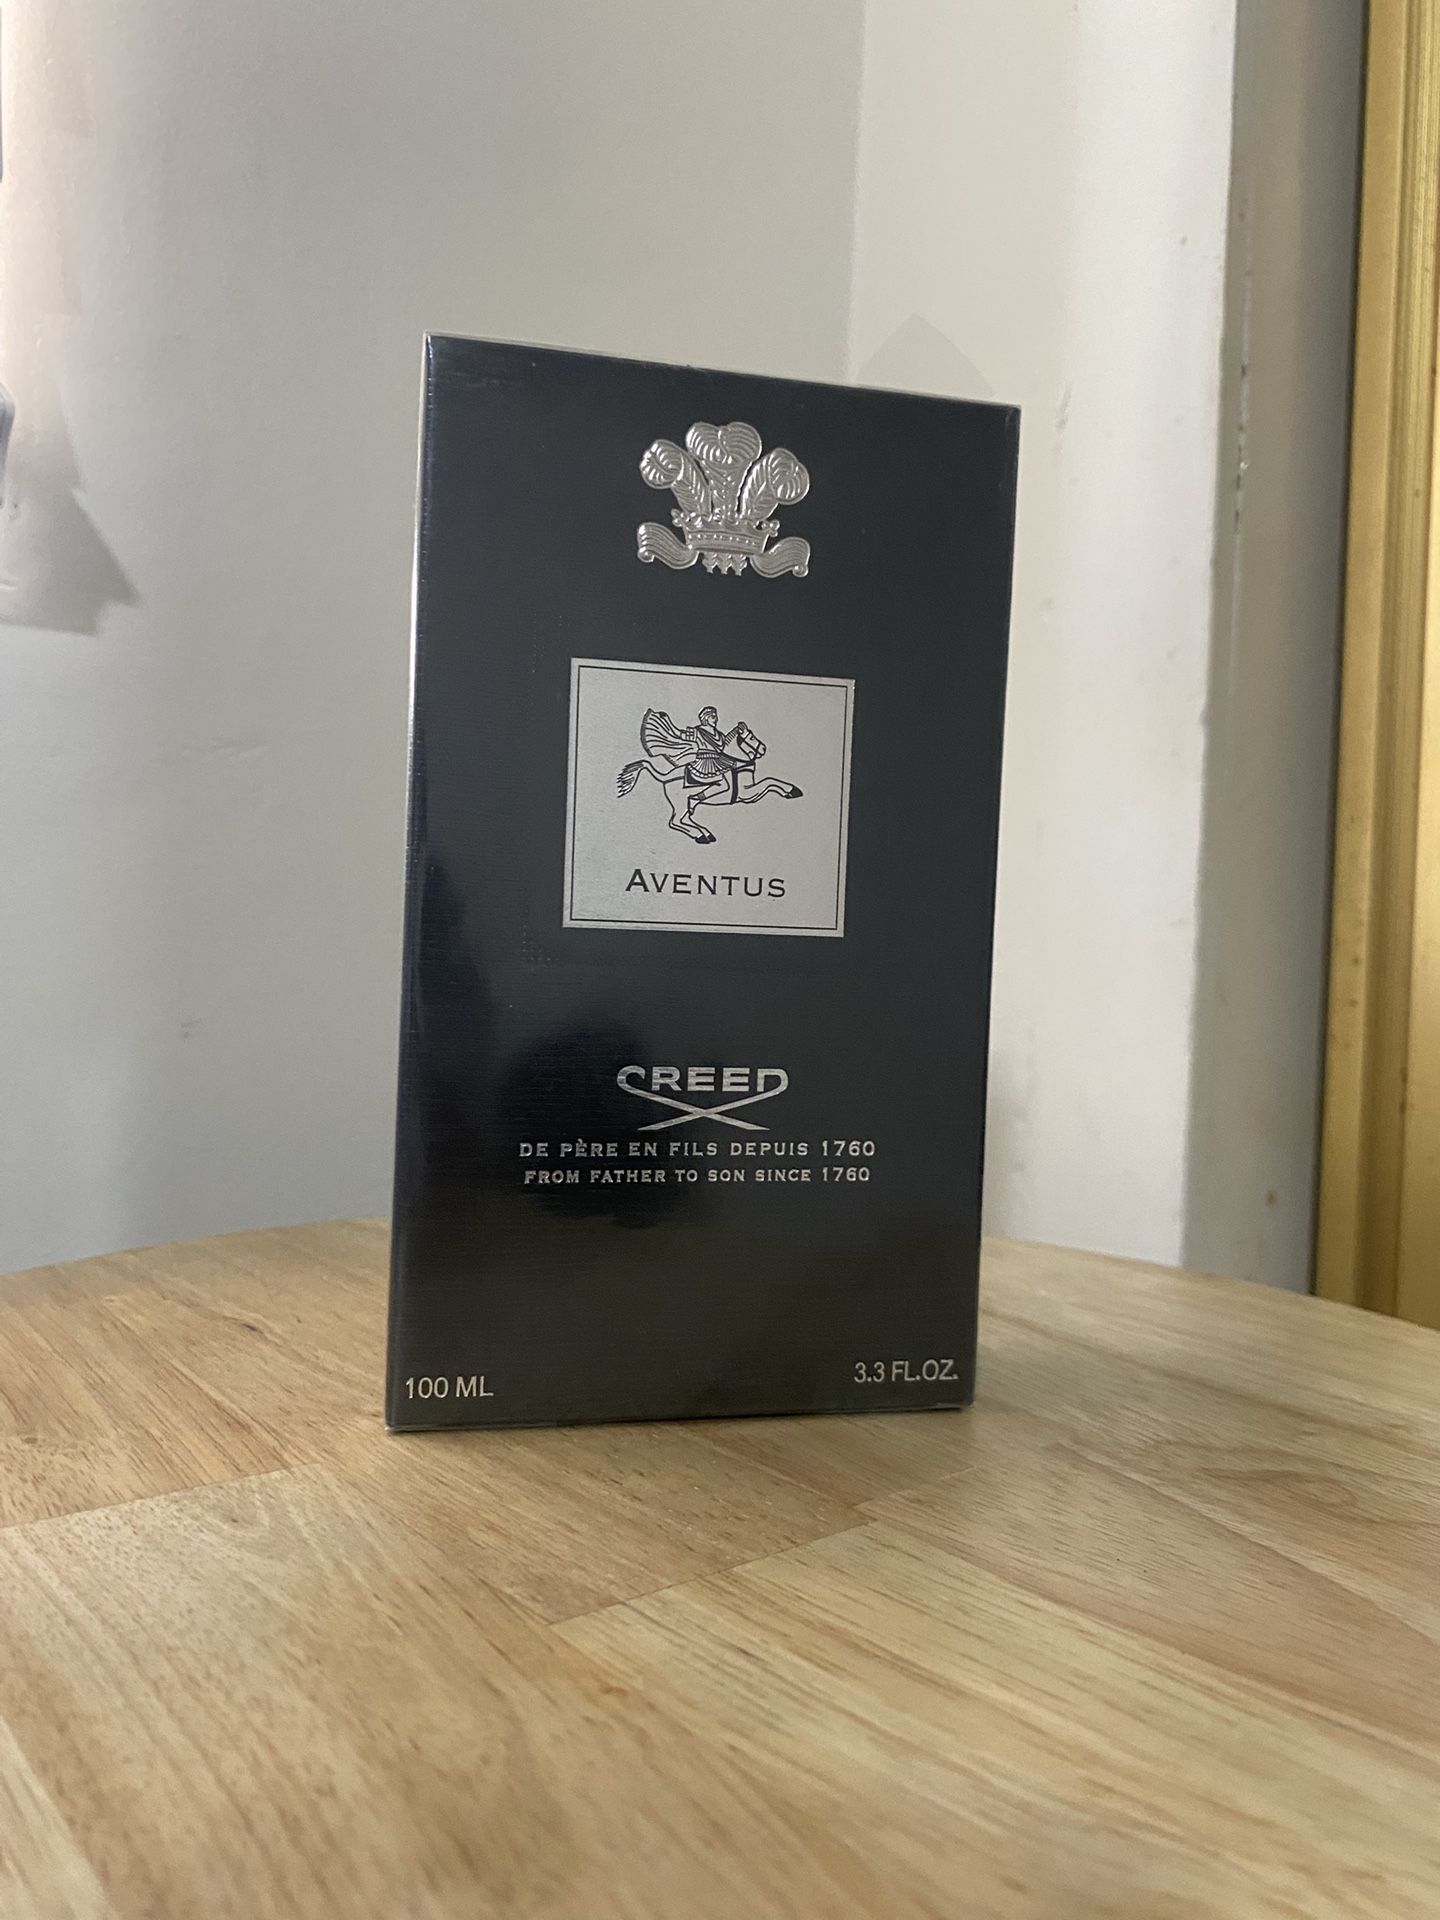 AVENTUS
CREED
DE PÈRE EN FILS DEPUIS 1760
FROM FATHER TO SON SINCE 1760
100 ML
3.3 FL.OZ.